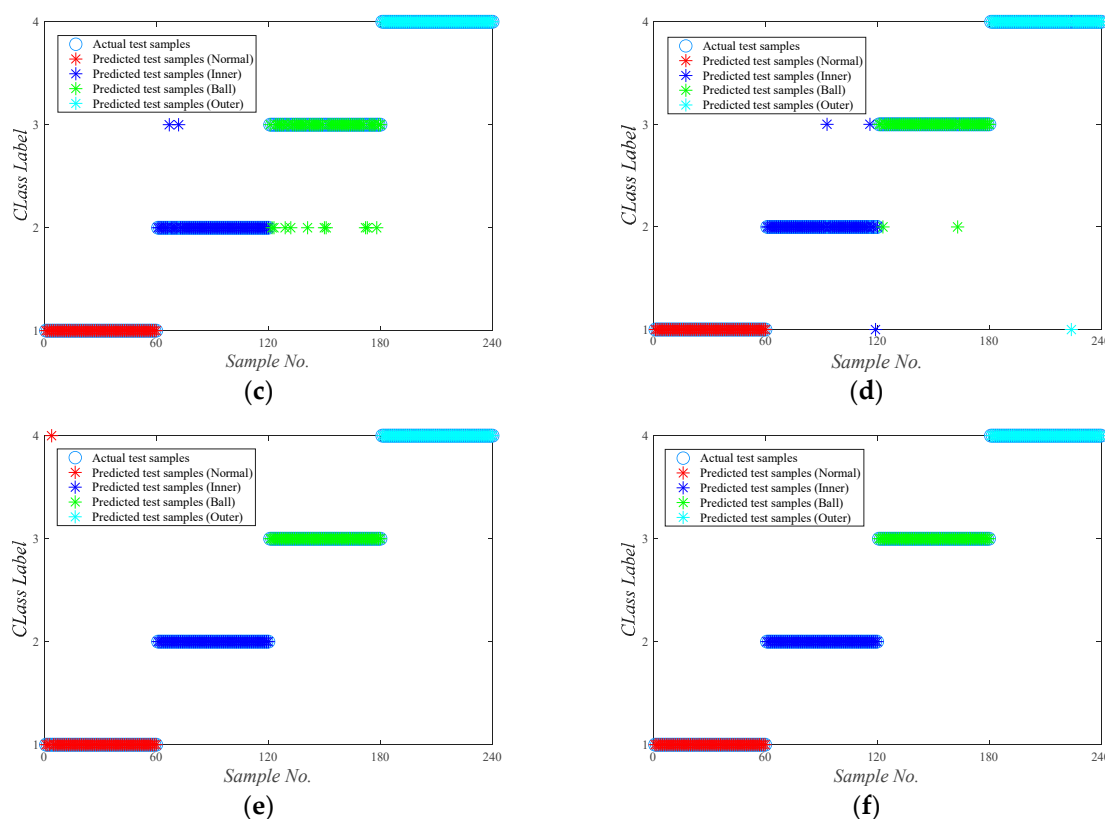 4
3
2
1
CLass Label
Actual test samples
Predicted test samples (Normal)
Predicted test samples (Inner)
Predicted test samples (Ball)
Predicted test samples (Outer)
0
60
120
180
240
Sample No.
(c)
4
3
2
1
CLass Label
Actual test samples
Predicted test samples (Normal)
Predicted test samples (Inner)
Predicted test samples (Ball)
Predicted test samples (Outer)
0
60
120
180
240
Sample No.
(d)
4
3
2
1
CLass Label
Actual test samples
Predicted test samples (Normal)
Predicted test samples (Inner)
Predicted test samples (Ball)
Predicted test samples (Outer)
0
60
120
180
240
Sample No.
(e)
4
3
2
1
CLass Label
Actual test samples
Predicted test samples (Normal)
Predicted test samples (Inner)
Predicted test samples (Ball)
Predicted test samples (Outer)
0
60
120
180
240
Sample No.
(f)